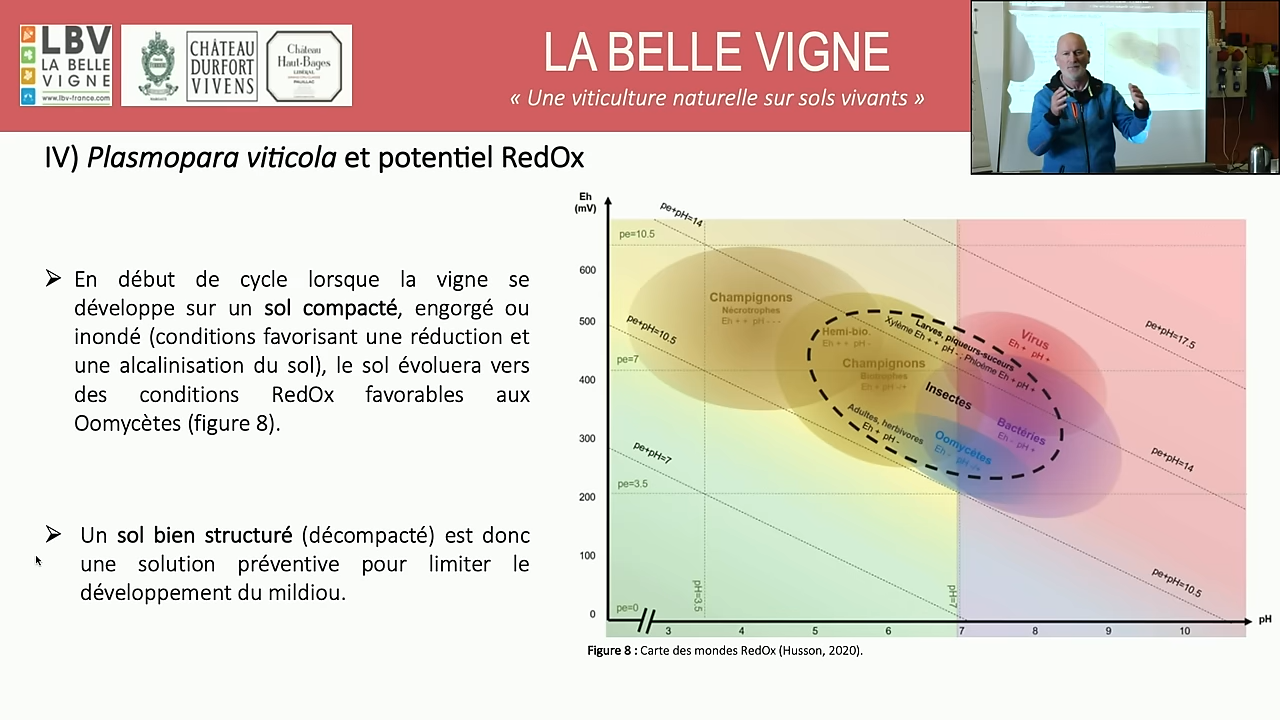 LBV
LA BELLE
VIGNE
www.lbv-france.com
CHÂTEAU
DURFORT
VIVENS
Château
Haut-Bages
LIBÉRAL
PAUILLAC
LA BELLE VIGNE
« Une viticulture naturelle sur sols vivants »
IV) Plasmopara viticola et potentiel RedOx
➢ En début de cycle lorsque la vigne se
développe sur un sol compacté, engorgé ou
inondé (conditions favorisant une réduction et
une alcalinisation du sol), le sol évoluera vers
des conditions RedOx favorables aux
Oomycètes (figure 8).
➢ Un sol bien structuré (décompacté) est donc
une solution préventive pour limiter le
développement du mildiou.
Eh
(mV)
600
500
400
300
200
100
0
pe=10.5
pe=7
pe=3.5
pe=0
pe+pH=14
pe+pH=10.5
pe+pH=7
pe+pH=17.5
pe+pH=14
pe+pH=10.5
pH=3.5
pH=7
Champignons
Nécrotrophes
Eh + + pH - - -
Hemi-bio.
Eh + + pH -
Champignons
Biotrophes
Eh + pH -/+
Larves, piqueurs-suceurs
Xylème Eh + + pH - ; Phloème Eh + pH +
Insectes
Adultes, herbivores
Eh + pH -
Virus
Eh + pH +
Bactéries
Eh - pH +
Oomycètes
Eh - pH -/+
3 4 5 6 7 8 9 10
pH
Figure 8 : Carte des mondes RedOx (Husson, 2020).